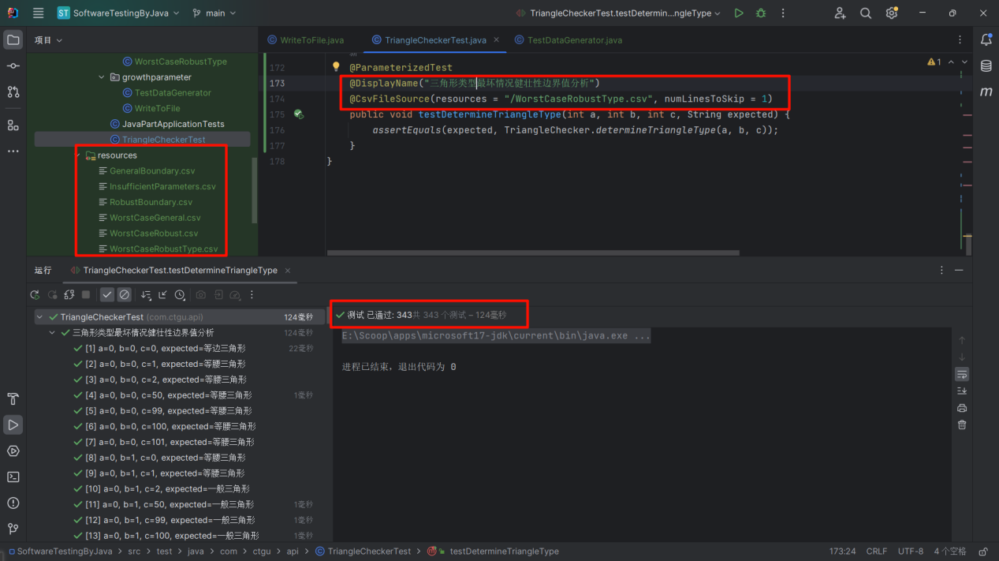 ST SoftwareTestingByJava main TriangleCheckerTest.testDetermin...ngleType
项目 WriteToFile.java TriangleCheckerTest.java TestDataGenerator.java
WorstCaseRobustType
growthparameter
TestDataGenerator
WriteToFile
JavaPartApplicationTests
TriangleCheckerTest
resources
GeneralBoundary.csv
InsufficientParameters.csv
RobustBoundary.csv
WorstCaseGeneral.csv
WorstCaseRobust.csv
WorstCaseRobustType.csv
172 @ParameterizedTest
173 @DisplayName("三角形类型最坏情况健壮性边界值分析")
174 @CsvFileSource(resources = "/WorstCaseRobustType.csv", numLinesToSkip = 1)
175 public void testDetermineTriangleType(int a, int b, int c, String expected) {
176 assertEquals(expected, TriangleChecker.determineTriangleType(a, b, c));
177 }
178 }
1
m
运行 TriangleCheckerTest.testDetermineTriangleType
TriangleCheckerTest (com.ctgu.api) 124毫秒
三角形类型最坏情况健壮性边界值分析 124毫秒
[1] a=0, b=0, c=0, expected=等边三角形 22毫秒
[2] a=0, b=0, c=1, expected=等腰三角形
[3] a=0, b=0, c=2, expected=等腰三角形
[4] a=0, b=0, c=50, expected=等腰三角形 1毫秒
[5] a=0, b=0, c=99, expected=等腰三角形
[6] a=0, b=0, c=100, expected=等腰三角形
[7] a=0, b=0, c=101, expected=等腰三角形
[8] a=0, b=1, c=0, expected=等腰三角形
[9] a=0, b=1, c=1, expected=等腰三角形
[10] a=0, b=1, c=2, expected=一般三角形
[11] a=0, b=1, c=50, expected=一般三角形 1毫秒
[12] a=0, b=1, c=99, expected=一般三角形 1毫秒
[13] a=0, b=1, c=100, expected=一般三角形 1毫秒
测试 已通过: 343共 343 个测试 – 124毫秒
E:\Scoop\apps\microsoft17-jdk\current\bin\java.exe ...
进程已结束，退出代码为 0
SoftwareTestingByJava > src > test > java > com > ctgu > api > TriangleCheckerTest > testDetermineTriangleType 173:24 CRLF UTF-8 4 个空格